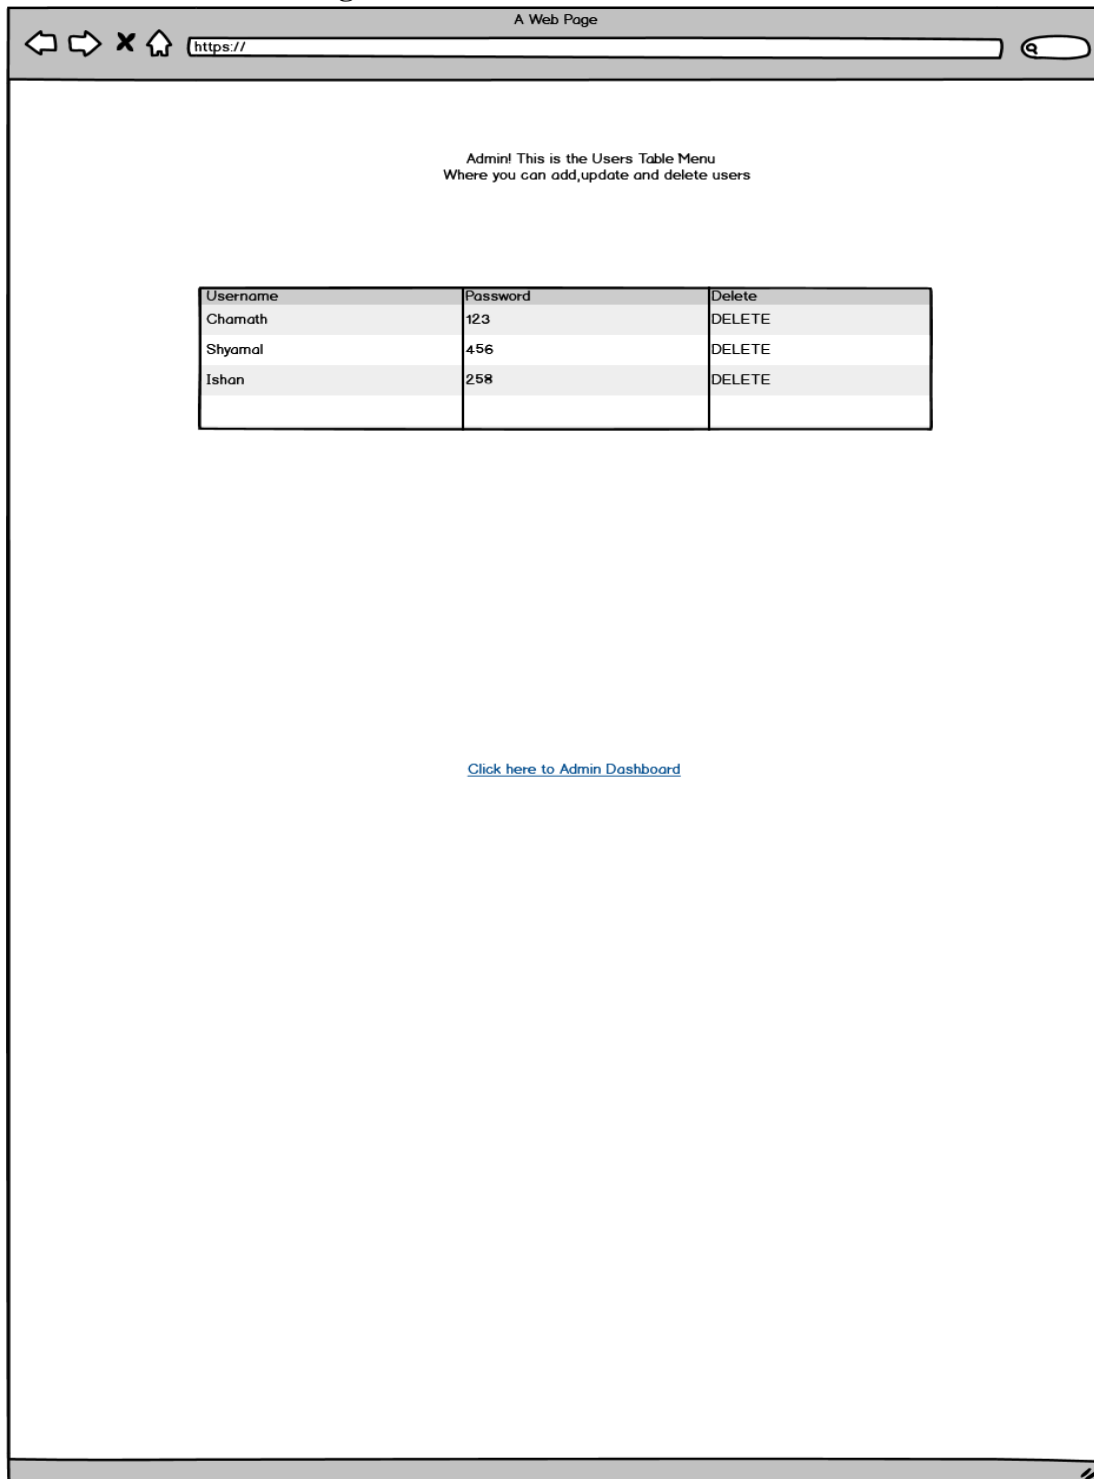 A Web Page
https://
Admin! This is the Users Table Menu
Where you can add,update and delete users
Username Password Delete
Chamath 123 DELETE
Shyamal 456 DELETE
Ishan 258 DELETE
Click here to Admin Dashboard